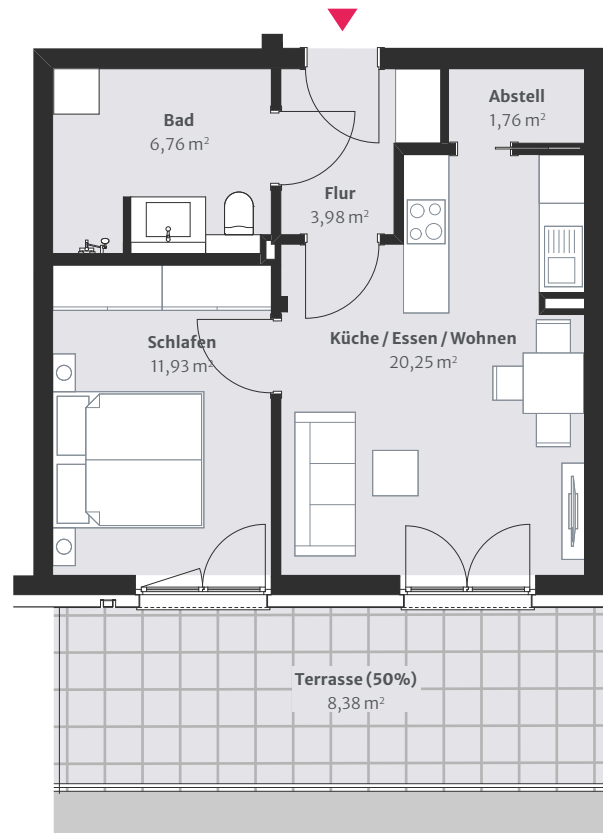 Abstell
1,76 m²
Bad
6,76 m²
Flur
3,98 m²
Schlafen
11,93 m²
Küche / Essen / Wohnen
20,25 m²
Terrasse (50%)
8,38 m²